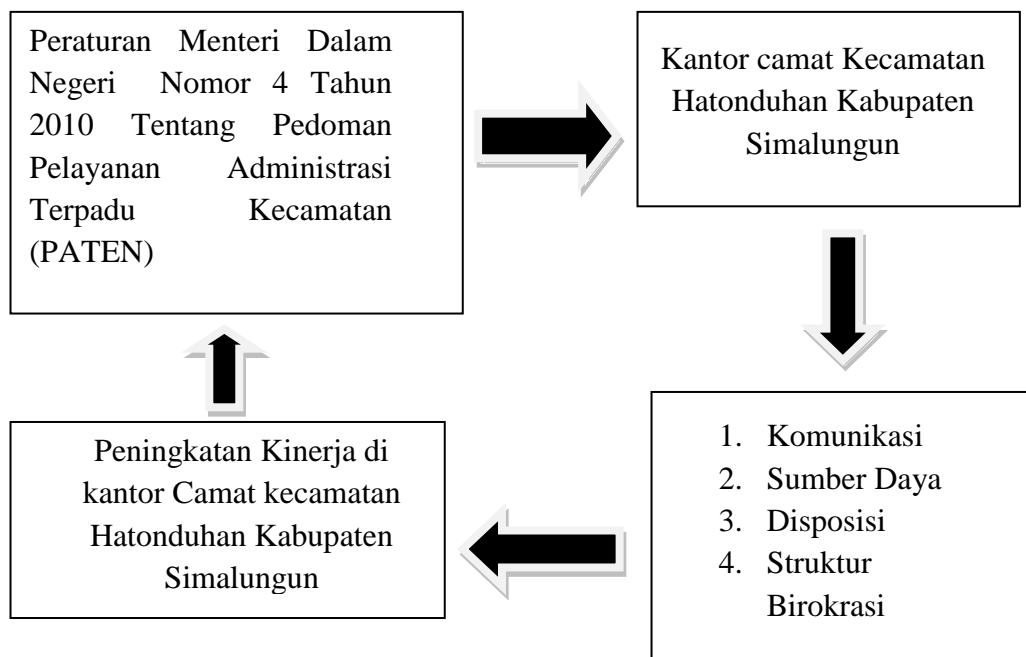 Peraturan Menteri Dalam
Negeri Nomor 4 Tahun
2010 Tentang Pedoman
Pelayanan Administrasi
Terpadu Kecamatan
(PATEN)
Kantor camat Kecamatan
Hatonduhan Kabupaten
Simalungun
1. Komunikasi
2. Sumber Daya
3. Disposisi
4. Struktur
Birokrasi
Peningkatan Kinerja di
kantor Camat kecamatan
Hatonduhan Kabupaten
Simalungun